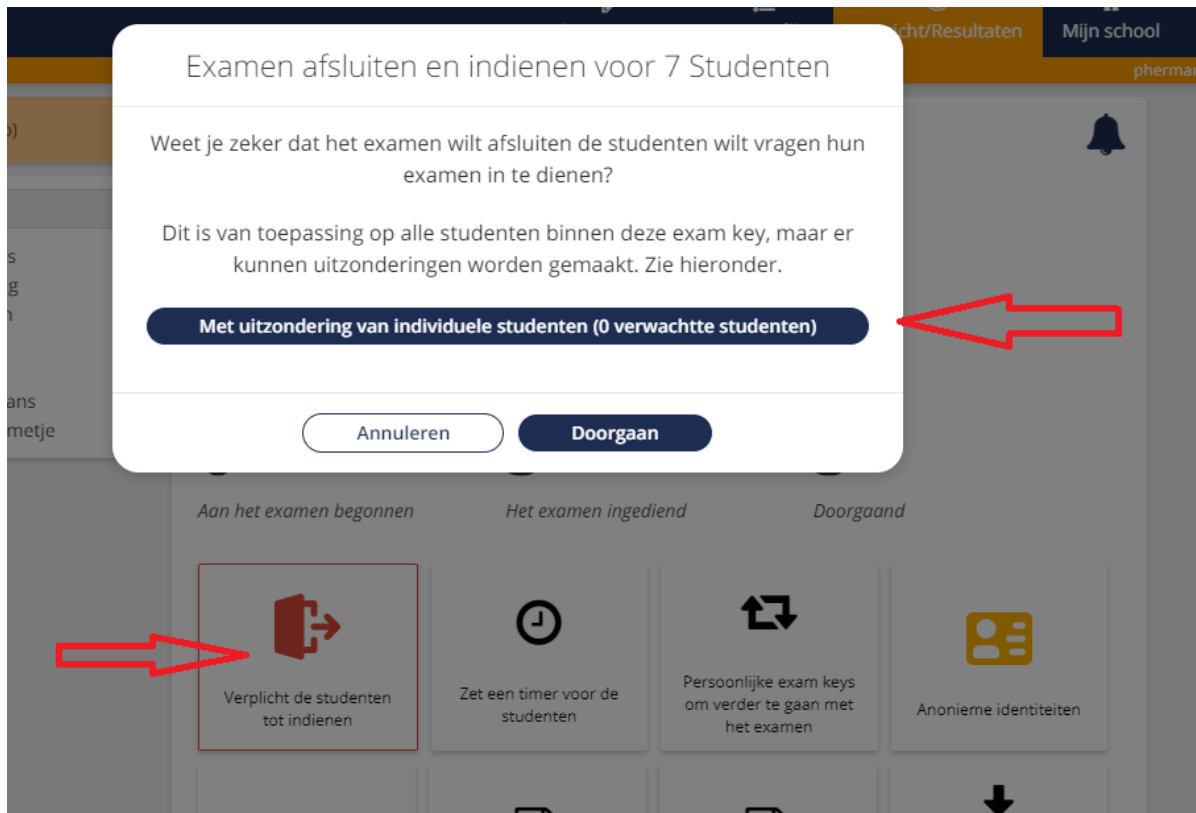 cht/Resultaten
Mijn school
pherma
Examen afsluiten en indienen voor 7 Studenten
Weet je zeker dat het examen wilt afsluiten de studenten wilt vragen hun
examen in te dienen?
Dit is van toepassing op alle studenten binnen deze exam key, maar er
kunnen uitzonderingen worden gemaakt. Zie hieronder.
Met uitzondering van individuele studenten (0 verwachtte studenten)
ans
metje
Annuleren
Doorgaan
Aan het examen begonnen
Het examen ingediend
Doorgaand
Verplicht de studenten
tot indienen
Zet een timer voor de
studenten
Persoonlijke exam keys
om verder te gaan met
het examen
Anonieme identiteiten